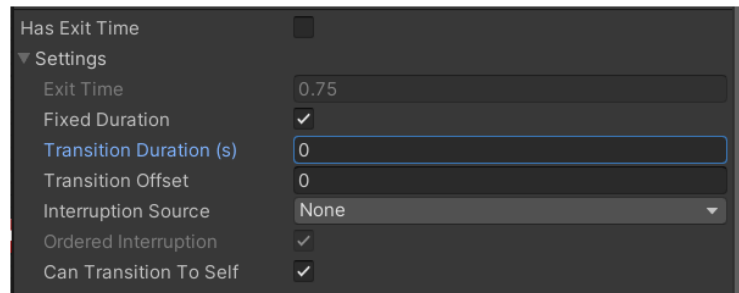 Has Exit Time
Settings
Exit Time 0.75
Fixed Duration
Transition Duration (s) 0
Transition Offset 0
Interruption Source None
Ordered Interruption
Can Transition To Self